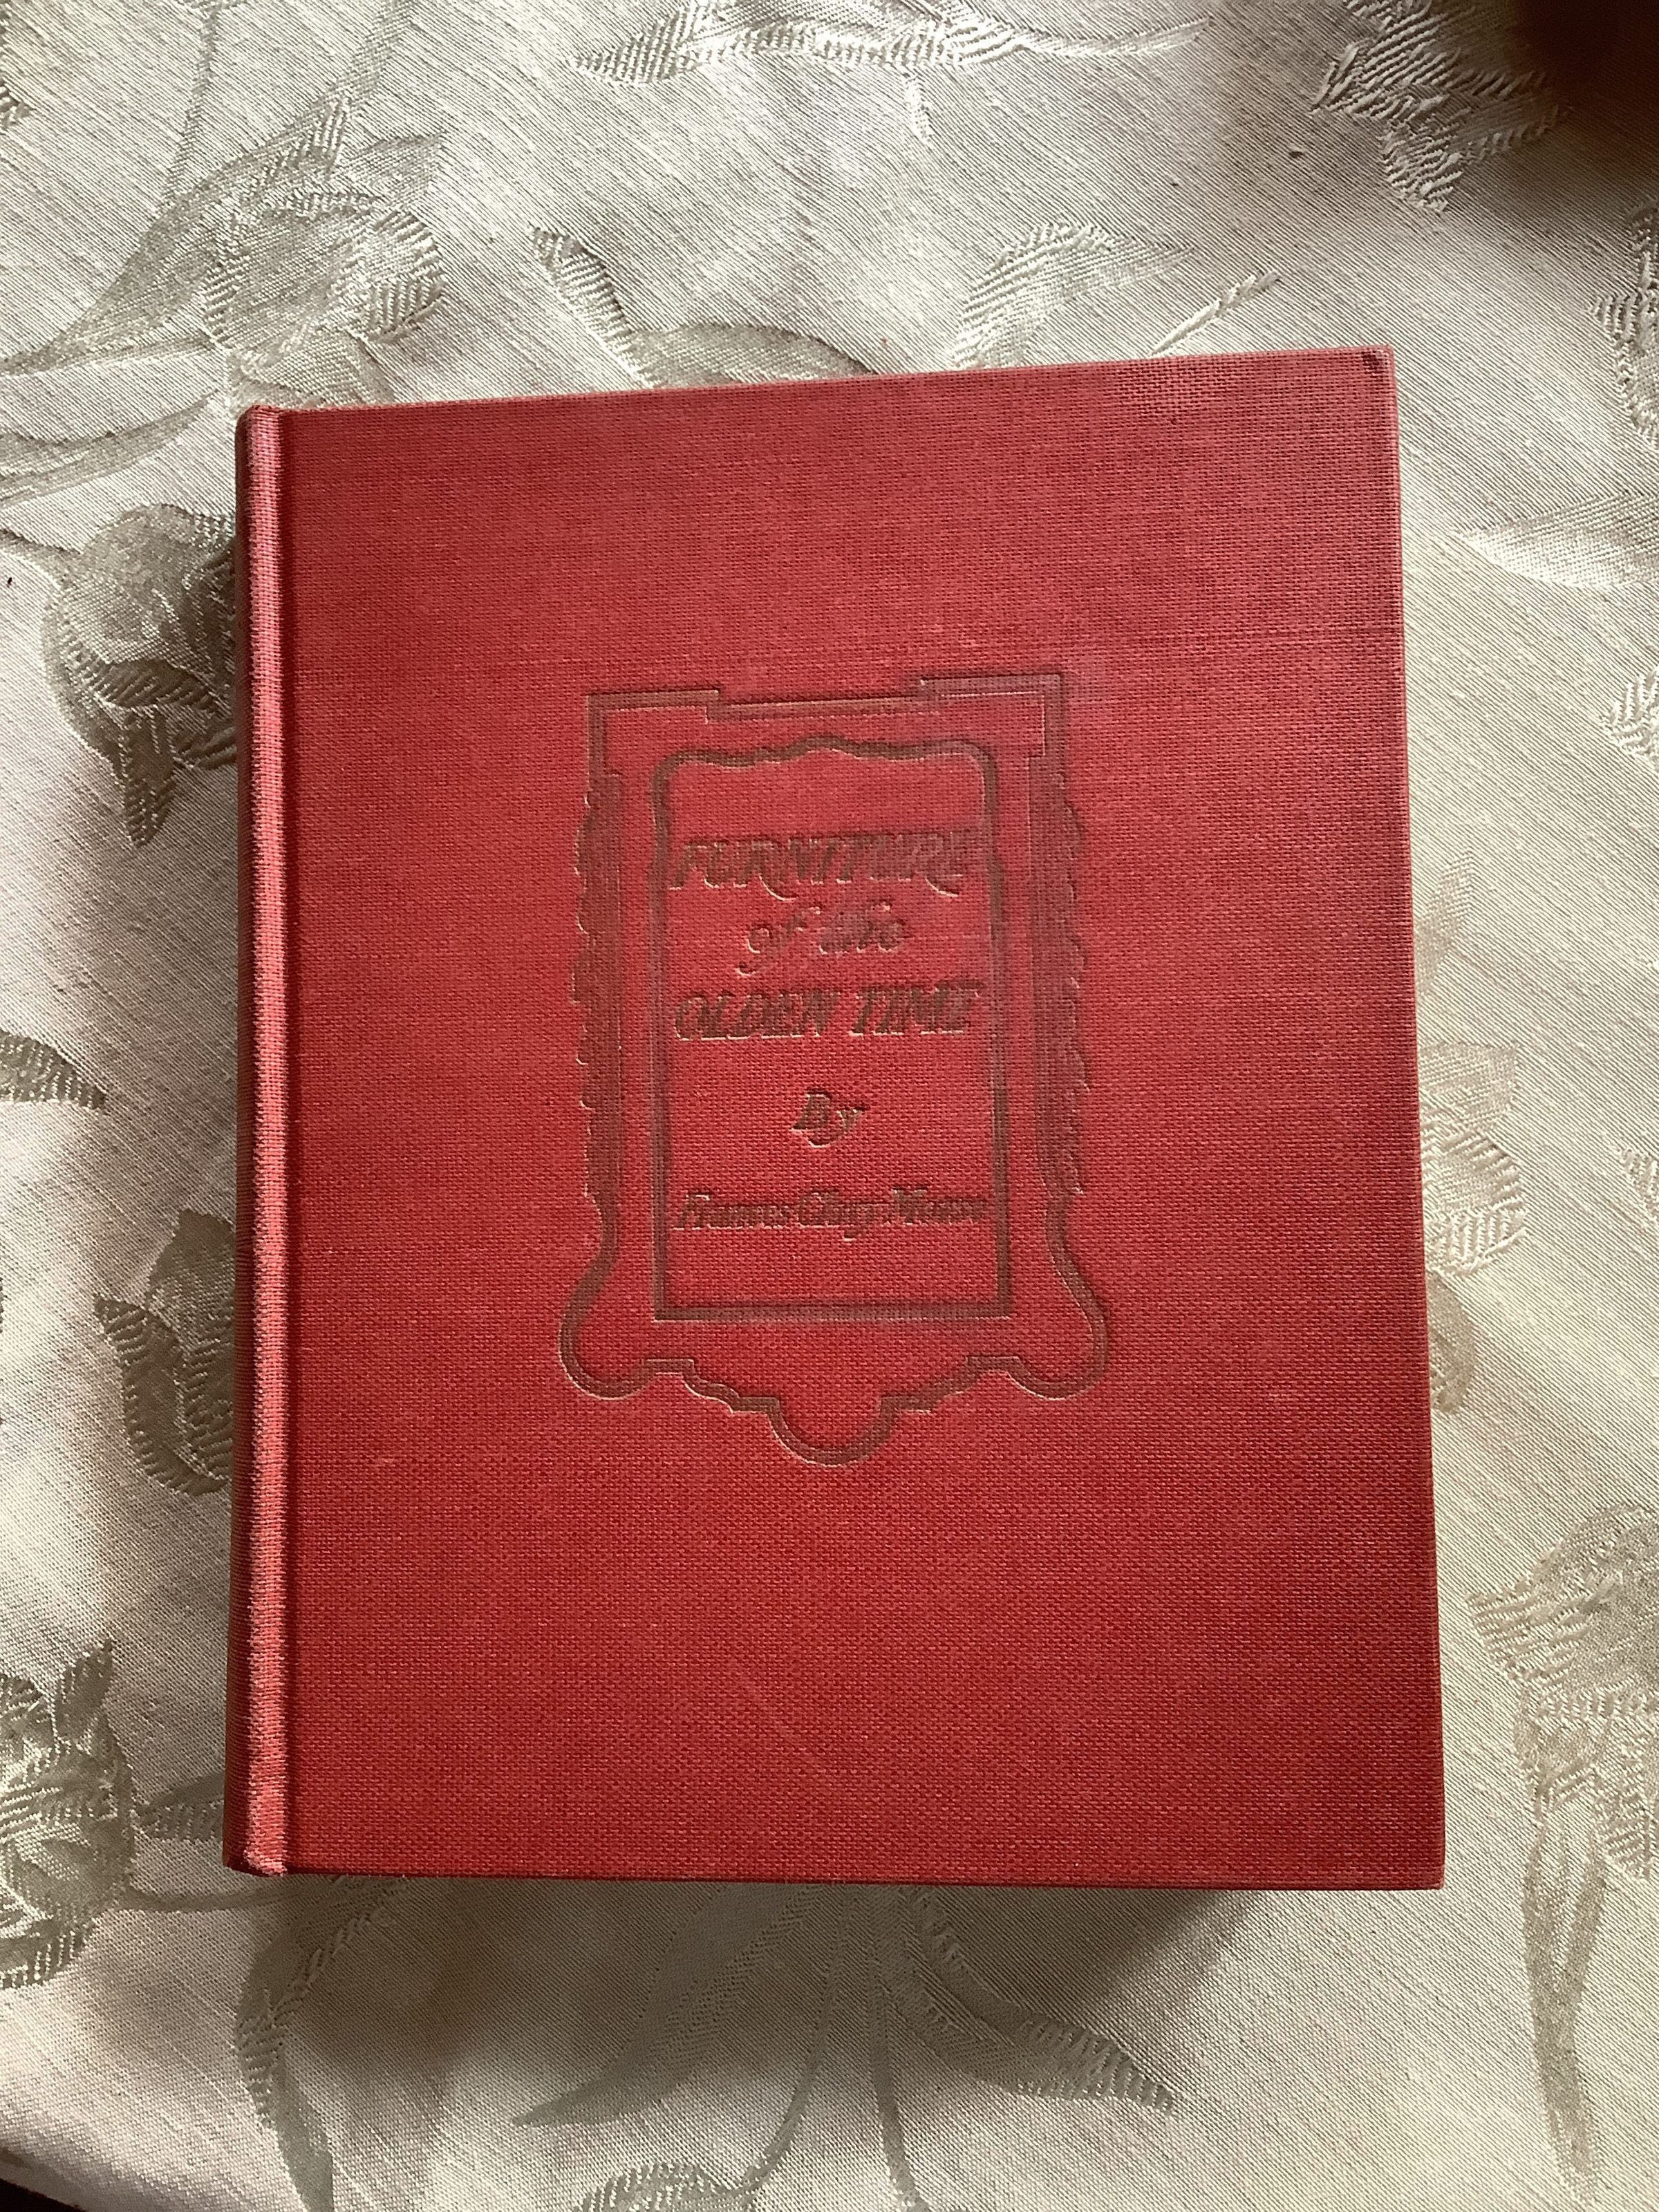 FURNITURE
of the
OLDEN TIME
By
Frances Clary Morse